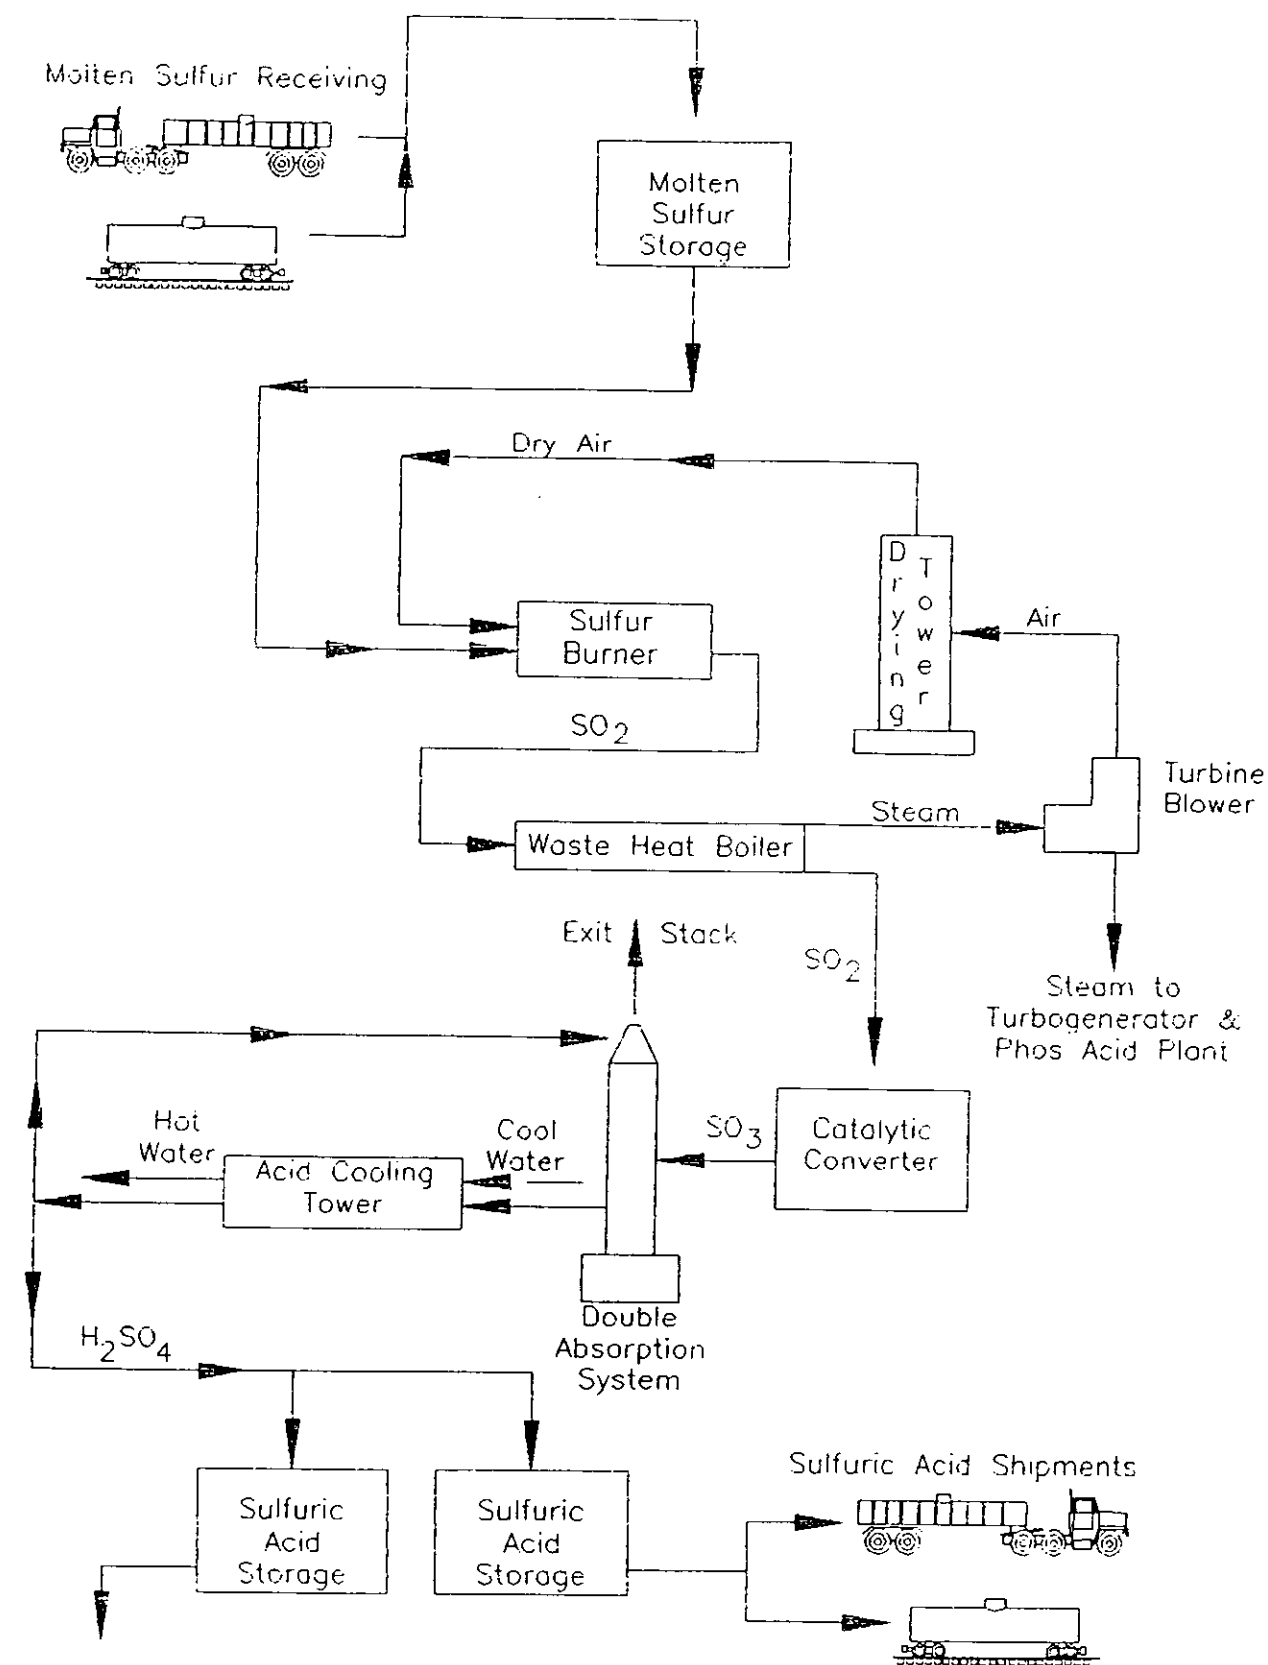 Molten Sulfur Receiving
Molten
Sulfur
Storage
Dry Air
Drying
Tower
Air
Sulfur
Burner
SO2
Turbine
Blower
Steam
Waste Heat Boiler
Exit Stack
SO2
Steam to
Turbogenerator &
Phos Acid Plant
Hot
Water
Cool
Water
SO3
Catalytic
Converter
Acid Cooling
Tower
Double
Absorption
System
H2SO4
Sulfuric Acid Shipments
Sulfuric
Acid
Storage
Sulfuric
Acid
Storage